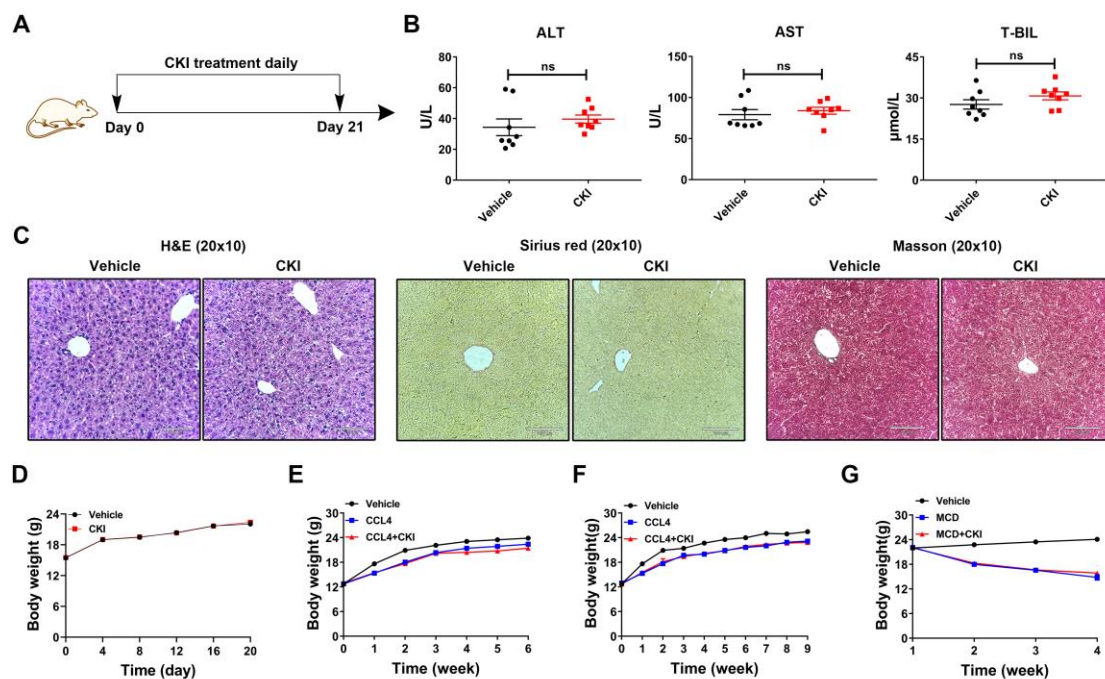 A
CKI treatment daily
Day 0
Day 21
B
ALT
ns
80
60
40
20
0
U/L
Vehicle
CKI
AST
ns
150
100
75
50
25
0
U/L
Vehicle
CKI
T-BIL
ns
60
45
30
15
0
μmol/L
Vehicle
CKI
C
H&E (20x10)
Vehicle
CKI
Sirius red (20x10)
Vehicle
CKI
Masson (20x10)
Vehicle
CKI
D
Vehicle
CKI
24
18
12
6
0
Body weight (g)
0 4 8 12 16 20
Time (day)
E
Vehicle
CCL4
CCL4+CKI
30
24
18
12
6
0
Body weight (g)
0 1 2 3 4 5 6
Time (week)
F
Vehicle
CCL4
CCL4+CKI
30
24
18
12
6
0
Body weight(g)
0 1 2 3 4 5 6 7 8 9
Time (week)
G
Vehicle
MCD
MCD+CKI
30
24
18
12
6
0
Body weight(g)
1 2 3 4
Time (week)